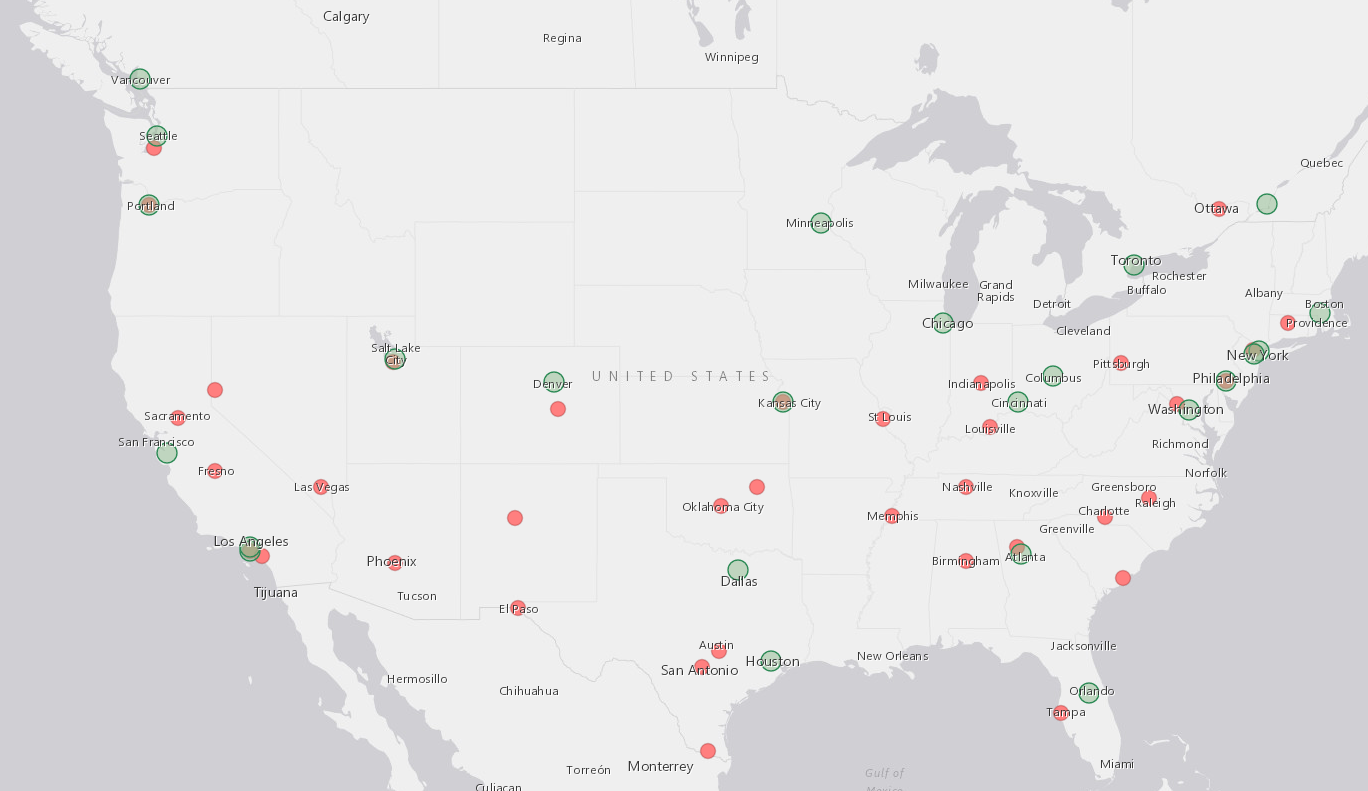 Calgary
Regina
Winnipeg
Vancouver
Seattle
Quebec
Portland
Ottawa
Minneapolis
Toronto
Rochester
Milwaukee
Grand
Rapids
Buffalo
Albany
Detroit
Boston
Chicago
Providence
Cleveland
Salt Lake
City
New York
Pittsburgh
UNITED STATES
Denver
Indianapolis
Columbus
Philadelphia
Kansas City
Cincinnati
Washington
Sacramento
St Louis
Louisville
San Francisco
Richmond
Fresno
Norfolk
Las Vegas
Nashville
Knoxville
Greensboro
Raleigh
Oklahoma City
Charlotte
Memphis
Greenville
Los Angeles
Phoenix
Birmingham
Atlanta
Dallas
Tijuana
Tucson
El Paso
Austin
Jacksonville
New Orleans
Houston
San Antonio
Hermosillo
Chihuahua
Orlando
Tampa
Miami
Monterrey
Torreón
Gulf of
Mexico
Culiacan